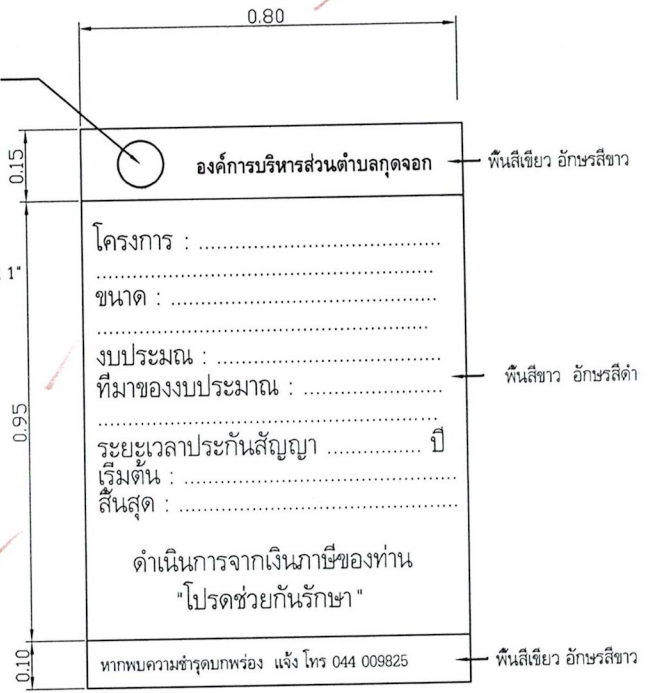 0.80
0.15
องค์การบริหารส่วนตำบลกุดจอก
พื้นสีเขียว อักษรสีขาว
โครงการ : ........................................
............................................................
1"
ขนาด : ............................................
............................................................
งบประมณ : .....................................
ที่มาของงบประมาณ : .......................
พื้นสีขาว อักษรสีดำ
............................................................
0.95
ระยะเวลาประกันสัญญา ............... ปี
เริ่มต้น : .............................................
สิ้นสุด : .............................................
ดำเนินการจากเงินภาษีของท่าน
"โปรดช่วยกันรักษา"
0.10
หากพบความชำรุดบกพร่อง แจ้ง โทร 044 009825
พื้นสีเขียว อักษรสีขาว